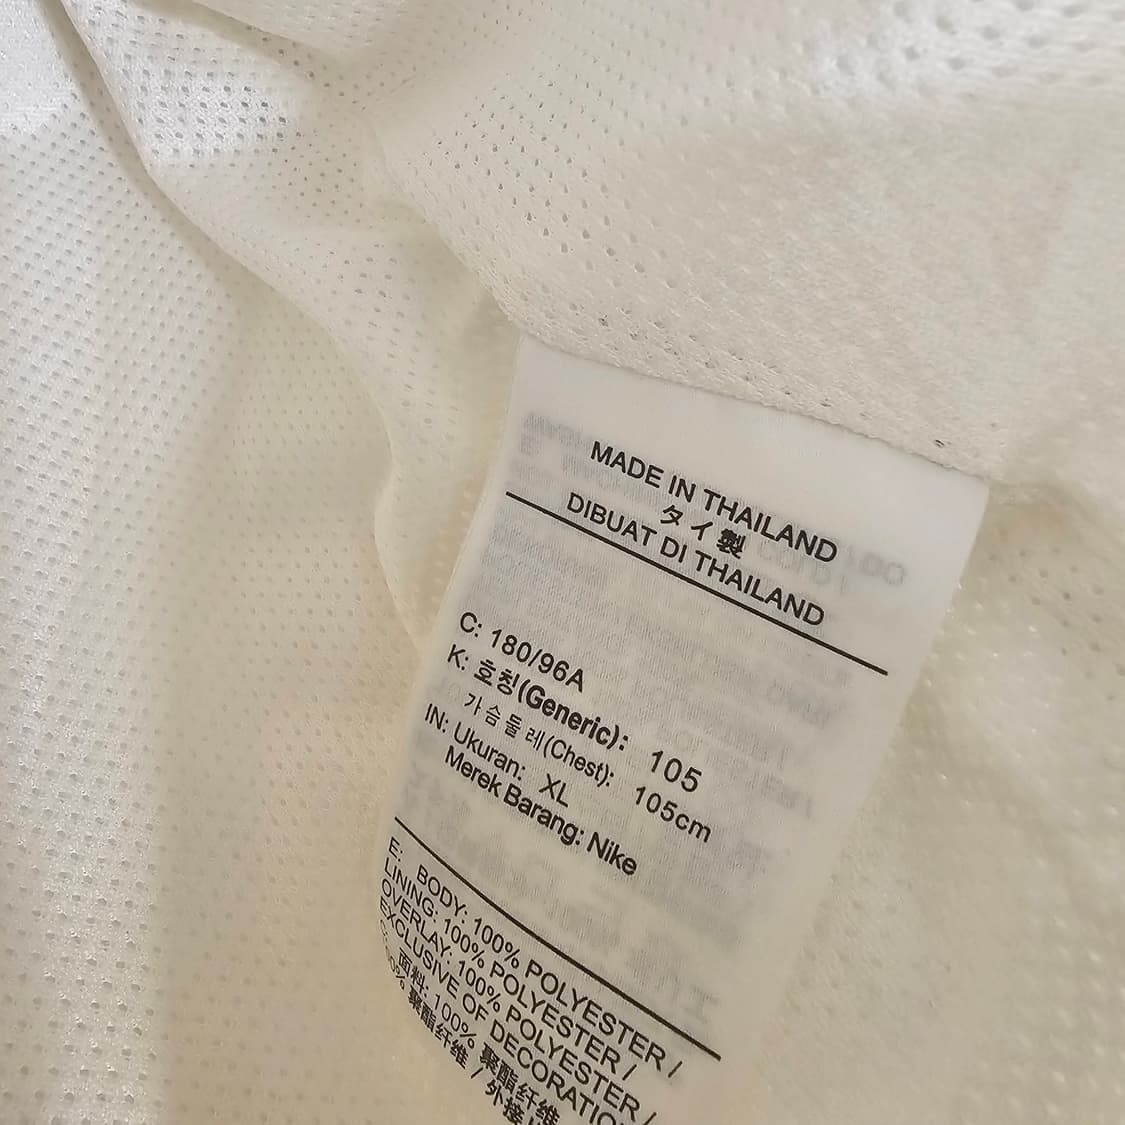 MADE IN THAILAND
タイ製
DIBUAT DI THAILAND
C: 180/96A
K: 호칭(Generic): 105
가슴둘레(Chest): 105cm
IN: Ukuran: XL
Merek Barang: Nike
E: BODY: 100% POLYESTER /
LINING: 100% POLYESTER /
OVERLAY: 100% POLYESTER /
EXCLUSIVE OF DECORATION
面料: 100% 聚酯纤维
聚酯纤维 / 外接